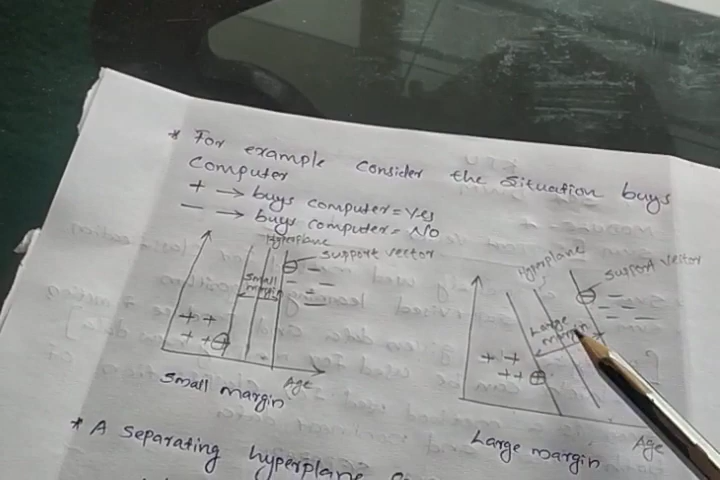 * For example consider the situation buys
computer
+ → buys computer = Yes
− → buys computer = No
Hyperplane
support vector
Small
margin
+ +
+ + +
Age
Small margin
Hyperplane
support vector
Large
margin
+ +
+ + +
Age
Large margin
* A separating hyperplane